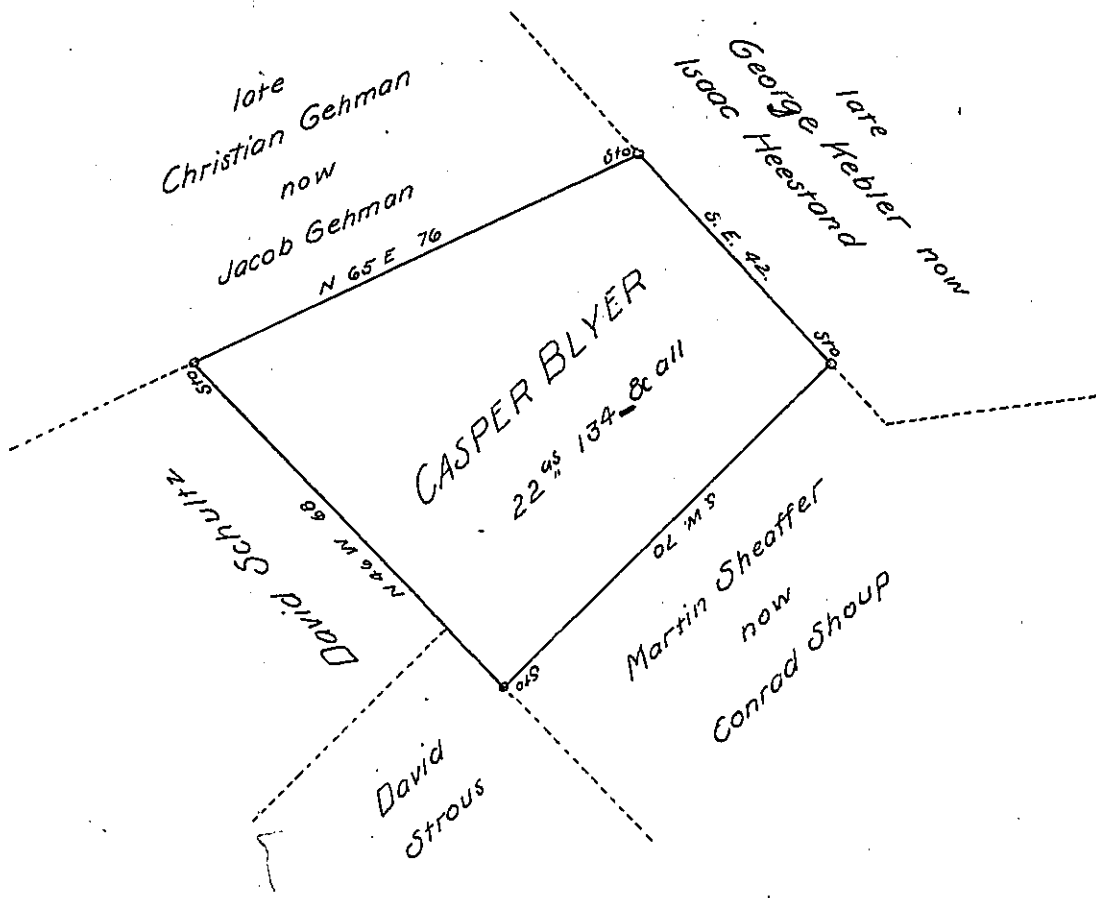 late
Christian Gehman
now
Jacob Gehman
late
George Kebler now
Isaac Heestand
Sto
N 65 E 76
S. E. 42.
Sto
Sto
CASPER BLYER
22 as 134 & all
N 46 W 68
S W. 70
Sto
David Schultz
Martin Sheaffer
now
Conrad Shoup
David
Strous